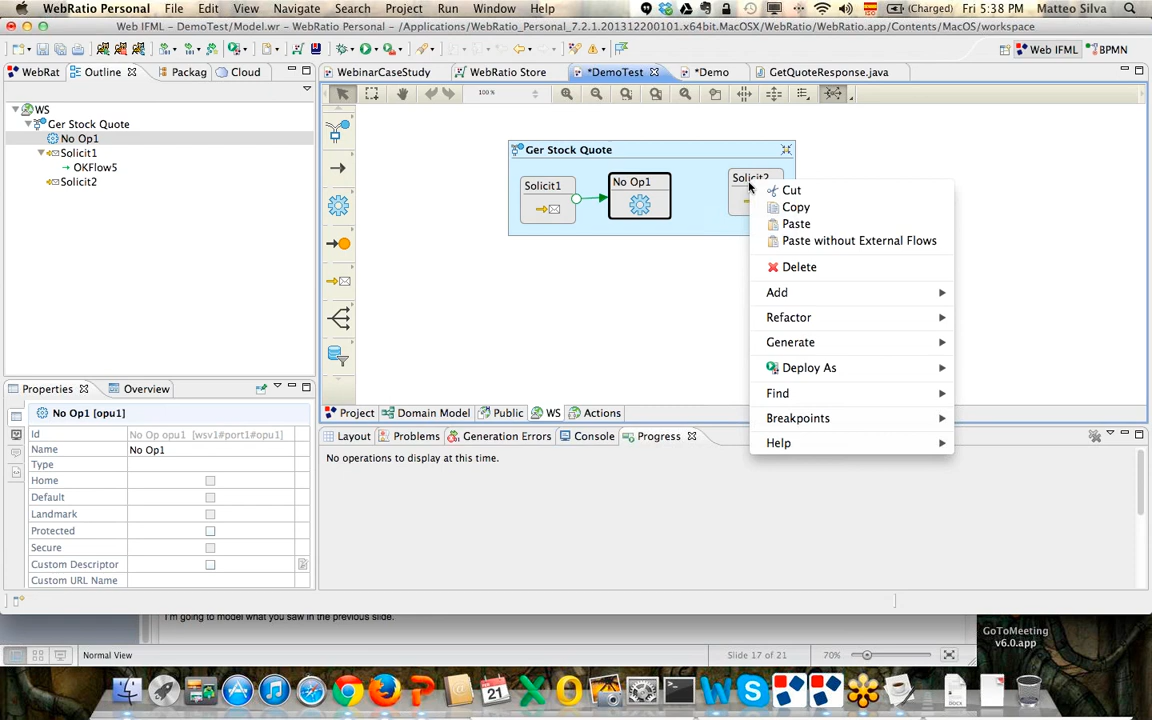 WebRatio Personal File Edit View Navigate Search Project Run Window Help (Charged) Fri 5:38 PM Matteo Silva
Web IFML - DemoTest/Model.wr - /Applications/WebRatio/WebRatio_Personal_7.2.1.201312200101.x64bit.MacOSX/WebRatio/WebRatio.app/Contents/MacOS/workspace
Web IFML BPMN
WebRat Outline Packag Cloud WebinarCaseStudy WebRatio Store *DemoTest *Demo GetQuoteResponse.java
100 %
WS
Ger Stock Quote
No Op1
Solicit1
OKFlow5
Solicit2
Ger Stock Quote
Solicit1
No Op1
Solicit2
Cut
Copy
Paste
Paste without External Flows
Delete
Add
Refactor
Generate
Deploy As
Find
Breakpoints
Help
Project Domain Model Public WS Actions
Properties Overview
No Op1 [opu1]
Id No Op opu1 [wsv1#port1#opu1]
Name No Op1
Type
Home
Default
Landmark
Protected
Secure
Custom Descriptor
Custom URL Name
Layout Problems Generation Errors Console Progress
No operations to display at this time.
I'm going to model what you saw in the previous slide.
Normal View Slide 17 of 21 70%
GoToMeeting
v6.0.app
21
DOCX